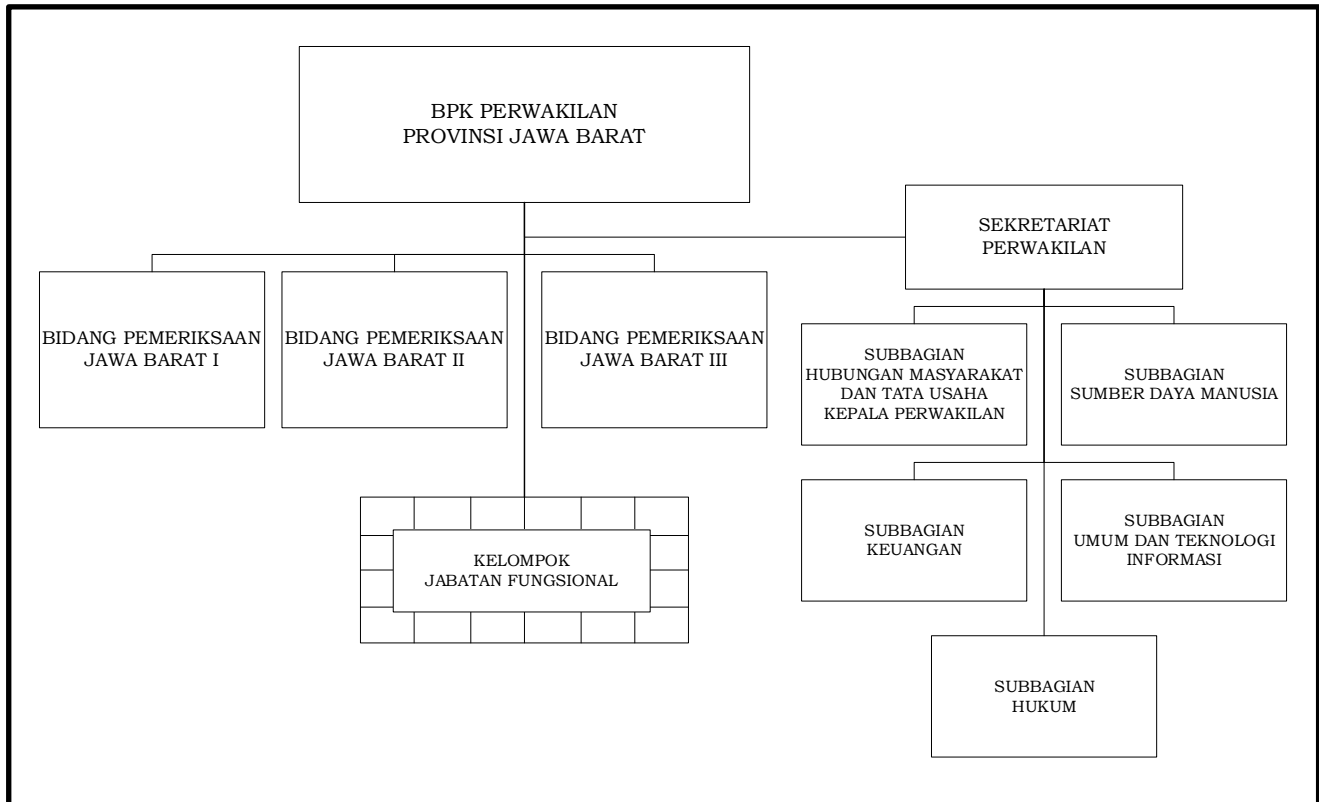 BPK PERWAKILAN
PROVINSI JAWA BARAT
SEKRETARIAT
PERWAKILAN
BIDANG PEMERIKSAAN
JAWA BARAT I
BIDANG PEMERIKSAAN
JAWA BARAT II
BIDANG PEMERIKSAAN
JAWA BARAT III
SUBBAGIAN
HUBUNGAN MASYARAKAT
DAN TATA USAHA
KEPALA PERWAKILAN
SUBBAGIAN
SUMBER DAYA MANUSIA
SUBBAGIAN
KEUANGAN
SUBBAGIAN
UMUM DAN TEKNOLOGI
INFORMASI
KELOMPOK
JABATAN FUNGSIONAL
SUBBAGIAN
HUKUM